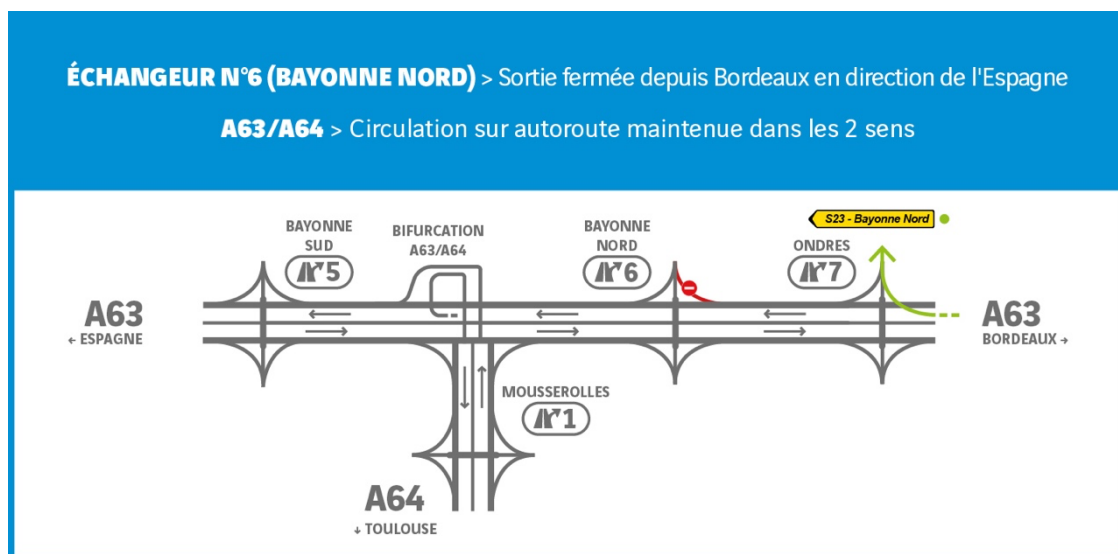 ÉCHANGEUR N°6 (BAYONNE NORD) > Sortie fermée depuis Bordeaux en direction de l'Espagne
A63/A64 > Circulation sur autoroute maintenue dans les 2 sens
S23 - Bayonne Nord
BAYONNE
SUD
5
BIFURCATION
A63/A64
BAYONNE
NORD
6
ONDRES
7
A63
← ESPAGNE
A63
BORDEAUX →
MOUSSEROLLES
1
A64
↓ TOULOUSE